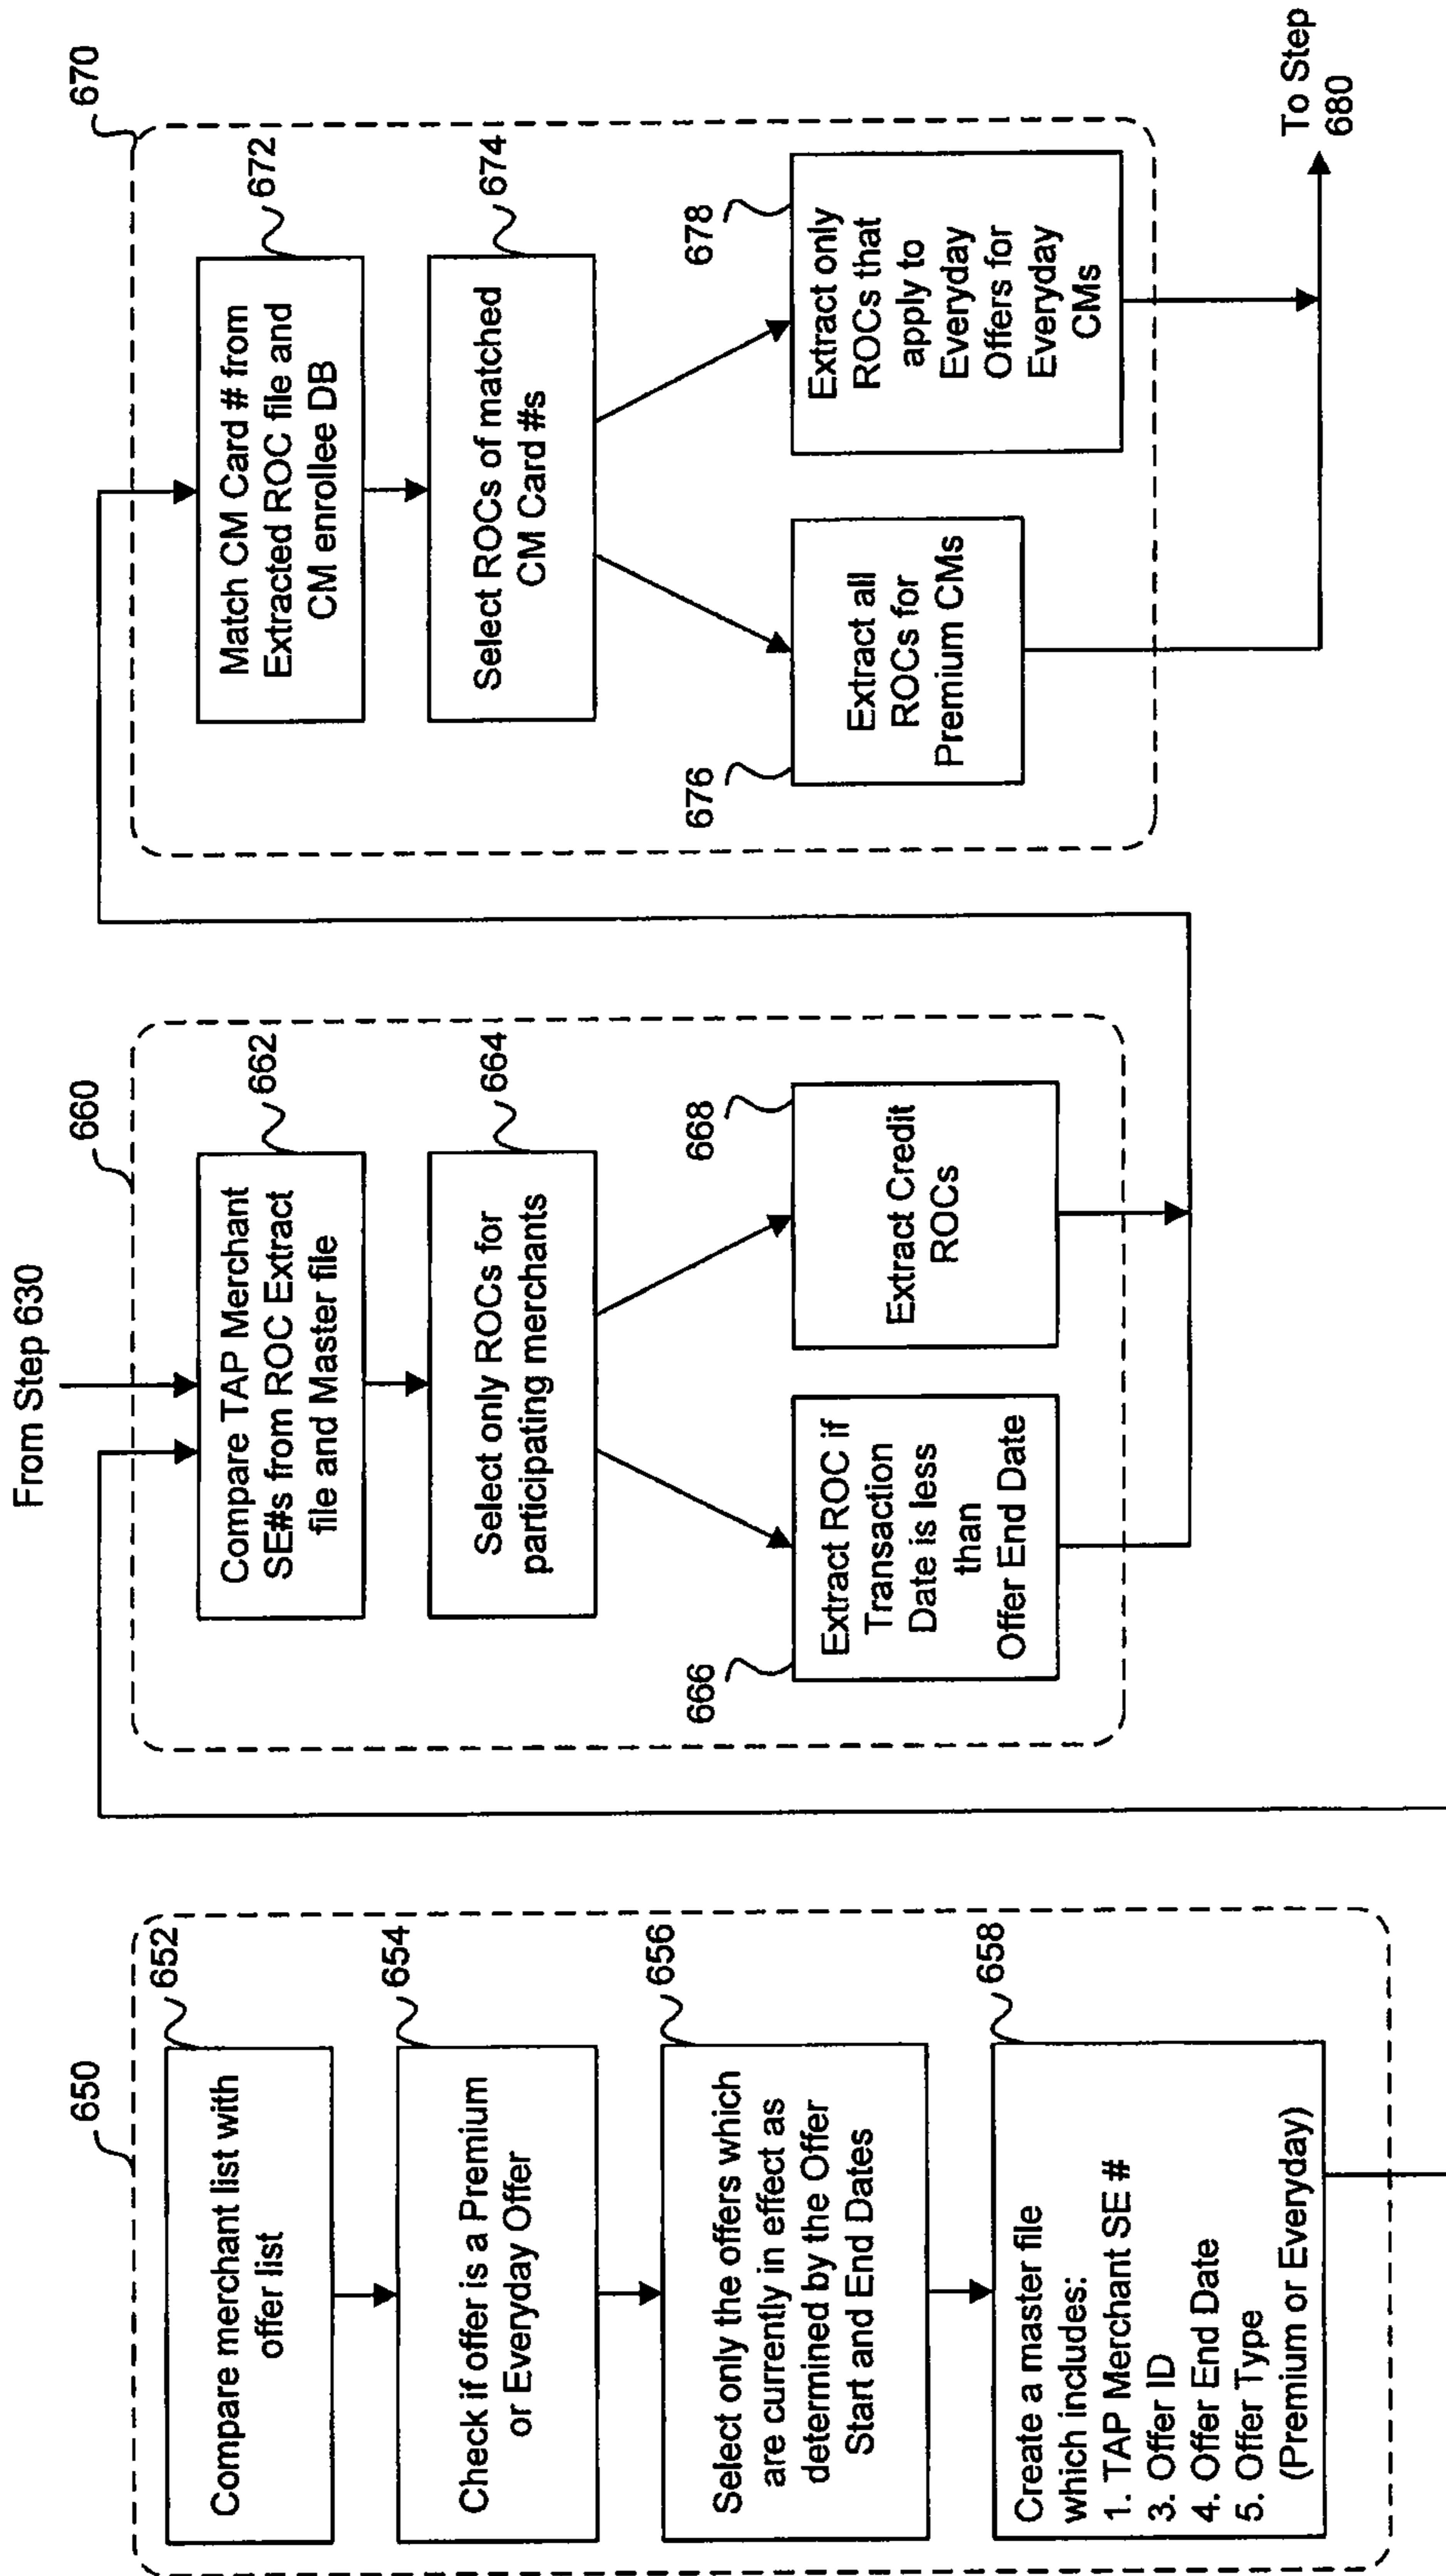 650
652
Compare merchant list with
offer list
654
Check if offer is a Premium
or Everyday Offer
656
Select only the offers which
are currently in effect as
determined by the Offer
Start and End Dates
658
Create a master file
which includes:
1. TAP Merchant SE #
3. Offer ID
4. Offer End Date
5. Offer Type
(Premium or Everyday)
From Step 630
660
662
Compare TAP Merchant
SE#s from ROC Extract
file and Master file
664
Select only ROCs for
participating merchants
666
Extract ROC if
Transaction
Date is less
than
Offer End Date
668
Extract Credit
ROCs
670
672
Match CM Card # from
Extracted ROC file and
CM enrollee DB
674
Select ROCs of matched
CM Card #s
676
Extract all
ROCs for
Premium CMs
678
Extract only
ROCs that
apply to
Everyday
Offers for
Everyday
CMs
To Step
680